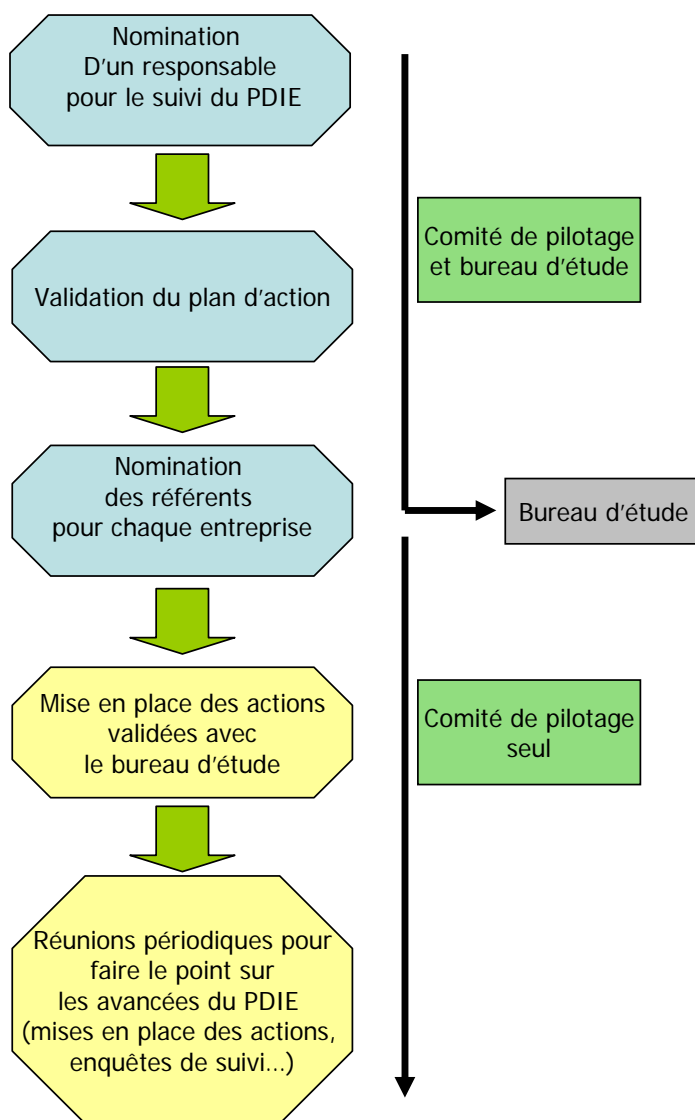 Nomination
D'un responsable
pour le suivi du PDIE
Comité de pilotage
et bureau d'étude
Validation du plan d'action
Nomination
des référents
pour chaque entreprise
Bureau d'étude
Mise en place des actions
validées avec
le bureau d'étude
Comité de pilotage
seul
Réunions périodiques pour
faire le point sur
les avancées du PDIE
(mises en place des actions,
enquêtes de suivi...)